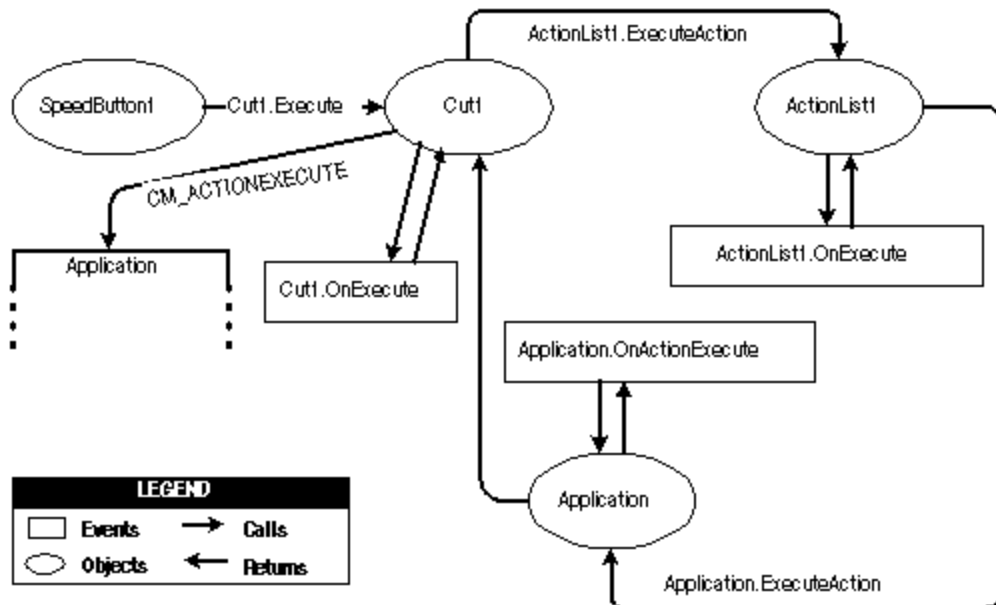 ActionList1.ExecuteAction
SpeedButton1
Cut1.Execute
Cut1
ActionList1
CM_ACTIONEXECUTE
Application
Cut1.OnExecute
ActionList1.OnExecute
Application.OnActionExecute
Application
Application.ExecuteAction
LEGEND
Events
Calls
Objects
Returns